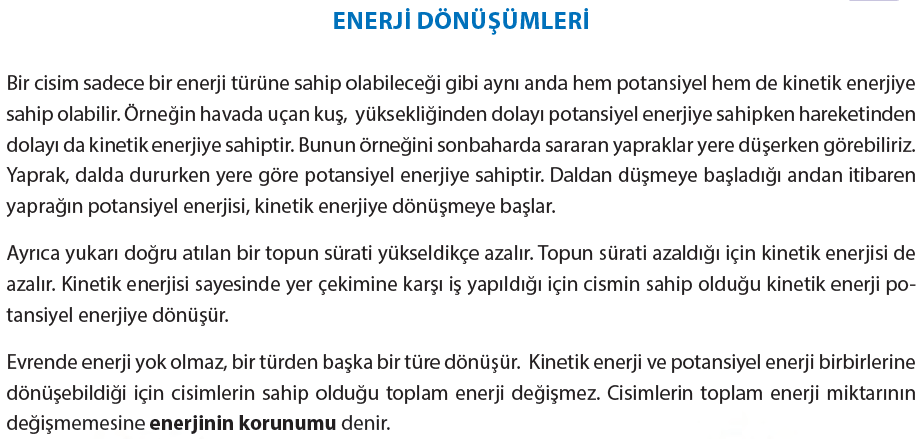 ENERJİ DÖNÜŞÜMLERİ
Bir cisim sadece bir enerji türüne sahip olabileceği gibi aynı anda hem potansiyel hem de kinetik enerjiye
sahip olabilir. Örneğin havada uçan kuş, yüksekliğinden dolayı potansiyel enerjiye sahipken hareketinden
dolayı da kinetik enerjiye sahiptir. Bunun örneğini sonbaharda sararan yapraklar yere düşerken görebiliriz.
Yaprak, dalda dururken yere göre potansiyel enerjiye sahiptir. Daldan düşmeye başladığı andan itibaren
yaprağın potansiyel enerjisi, kinetik enerjiye dönüşmeye başlar.
Ayrıca yukarı doğru atılan bir topun sürati yükseldikçe azalır. Topun sürati azaldığı için kinetik enerjisi de
azalır. Kinetik enerjisi sayesinde yer çekimine karşı iş yapıldığı için cismin sahip olduğu kinetik enerji po-
tansiyel enerjiye dönüşür.
Evrende enerji yok olmaz, bir türden başka bir türe dönüşür. Kinetik enerji ve potansiyel enerji birbirlerine
dönüşebildiği için cisimlerin sahip olduğu toplam enerji değişmez. Cisimlerin toplam enerji miktarının
değişmemesine enerjinin korunumu denir.